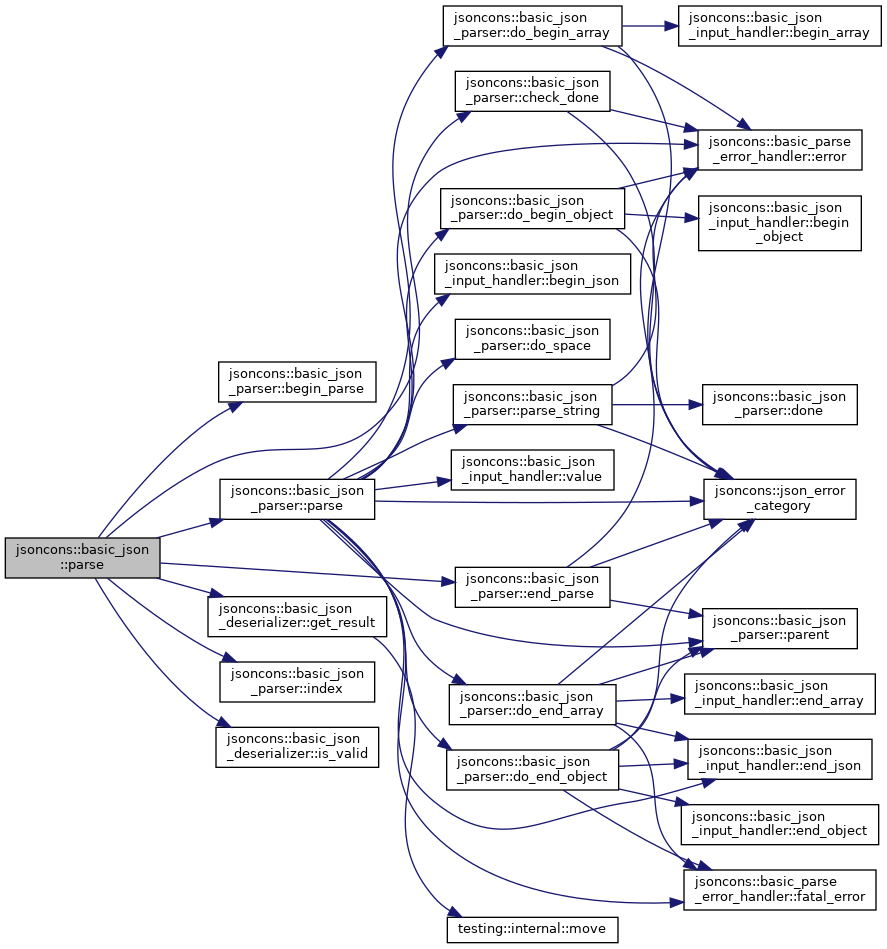 jsoncons::basic_json
::parse
jsoncons::basic_json
_parser::begin_parse
jsoncons::basic_json
_parser::parse
jsoncons::basic_json
_deserializer::get_result
jsoncons::basic_json
_parser::index
jsoncons::basic_json
_deserializer::is_valid
jsoncons::basic_json
_parser::do_begin_array
jsoncons::basic_json
_parser::check_done
jsoncons::basic_json
_parser::do_begin_object
jsoncons::basic_json
_input_handler::begin_json
jsoncons::basic_json
_parser::do_space
jsoncons::basic_json
_parser::parse_string
jsoncons::basic_json
_input_handler::value
jsoncons::basic_json
_parser::end_parse
jsoncons::basic_json
_parser::do_end_array
jsoncons::basic_json
_parser::do_end_object
testing::internal::move
jsoncons::basic_json
_input_handler::begin_array
jsoncons::basic_parse
_error_handler::error
jsoncons::basic_json
_input_handler::begin
_object
jsoncons::basic_json
_parser::done
jsoncons::json_error
_category
jsoncons::basic_json
_parser::parent
jsoncons::basic_json
_input_handler::end_array
jsoncons::basic_json
_input_handler::end_json
jsoncons::basic_json
_input_handler::end_object
jsoncons::basic_parse
_error_handler::fatal_error